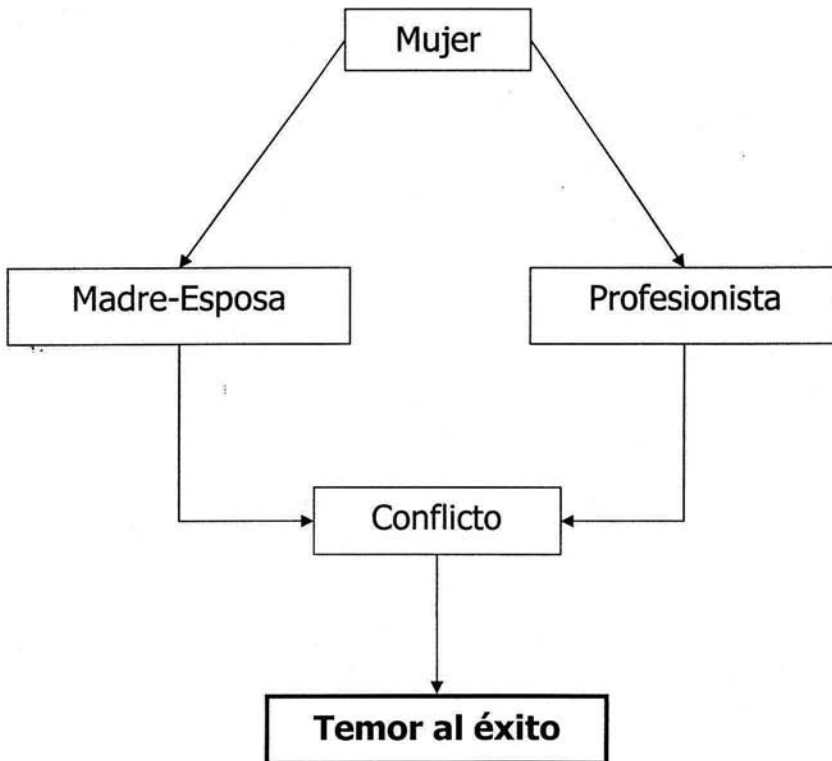 Mujer
Madre-Esposa
Profesionista
Conflicto
Temor al éxito